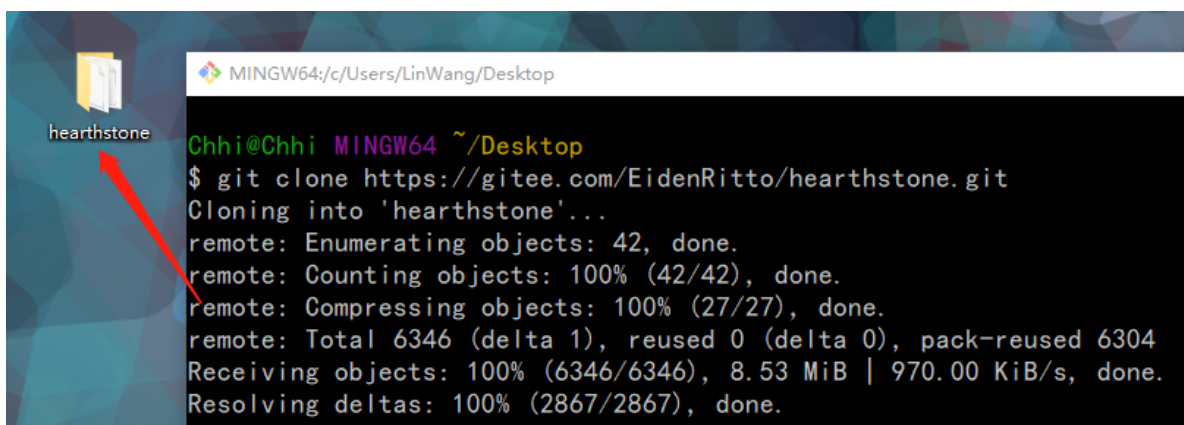 hearthstone
MINGW64:/c/Users/LinWang/Desktop
Chhi@Chhi MINGW64 ~/Desktop
$ git clone https://gitee.com/EidenRitto/hearthstone.git
Cloning into 'hearthstone'...
remote: Enumerating objects: 42, done.
remote: Counting objects: 100% (42/42), done.
remote: Compressing objects: 100% (27/27), done.
remote: Total 6346 (delta 1), reused 0 (delta 0), pack-reused 6304
Receiving objects: 100% (6346/6346), 8.53 MiB | 970.00 KiB/s, done.
Resolving deltas: 100% (2867/2867), done.